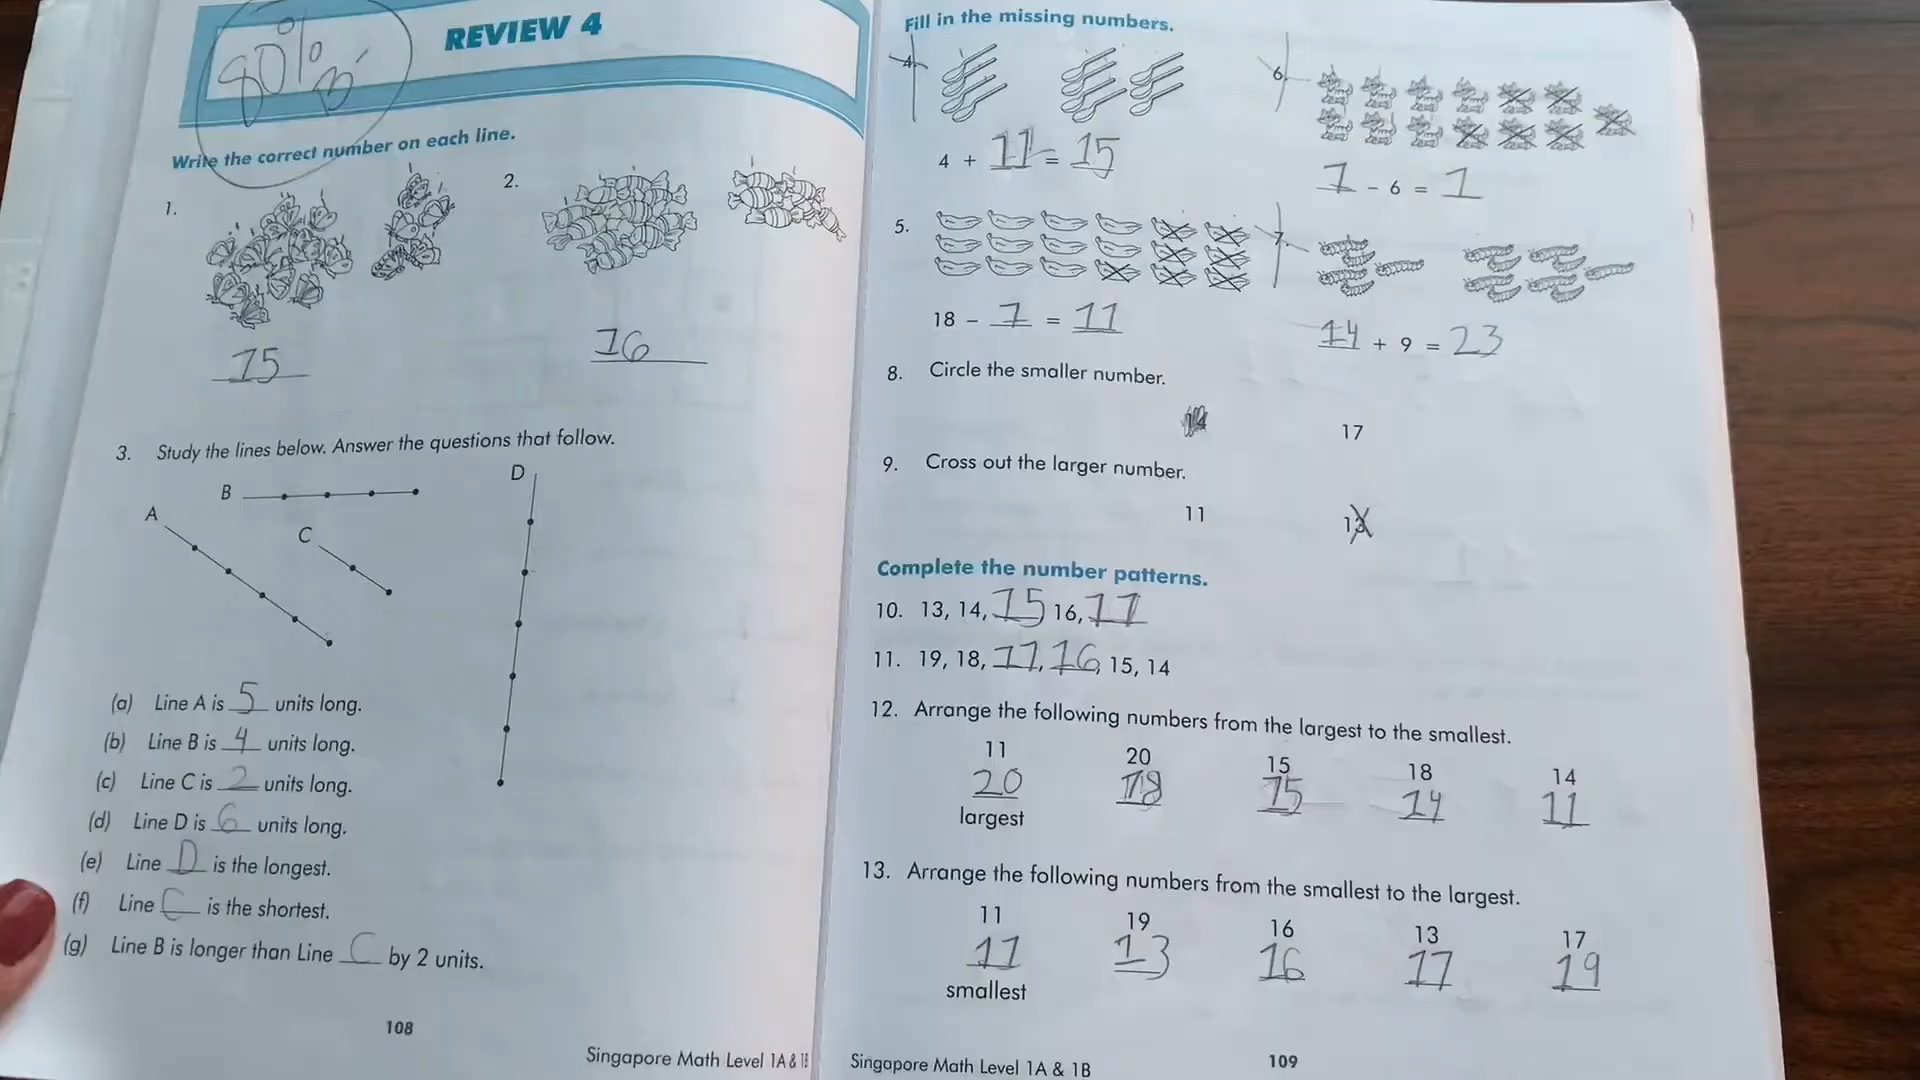 80% B
REVIEW 4
Write the correct number on each line.
1.
2.
15
16
3. Study the lines below. Answer the questions that follow.
B
D
A
C
(a) Line A is 5 units long.
(b) Line B is 4 units long.
(c) Line C is 2 units long.
(d) Line D is 6 units long.
(e) Line D is the longest.
(f) Line C is the shortest.
(g) Line B is longer than Line C by 2 units.
108
Singapore Math Level 1A & 1B
Fill in the missing numbers.
4.
4 + 11 = 15
6.
7 - 6 = 1
5.
18 - 7 = 11
7.
14 + 9 = 23
8. Circle the smaller number.
17
9. Cross out the larger number.
11 13
Complete the number patterns.
10. 13, 14, 15 16, 17
11. 19, 18, 17, 16, 15, 14
12. Arrange the following numbers from the largest to the smallest.
11 20 15 18 14
20 18 15 14 11
largest
13. Arrange the following numbers from the smallest to the largest.
11 19 16 13 17
11 13 16 17 19
smallest
Singapore Math Level 1A & 1B
109